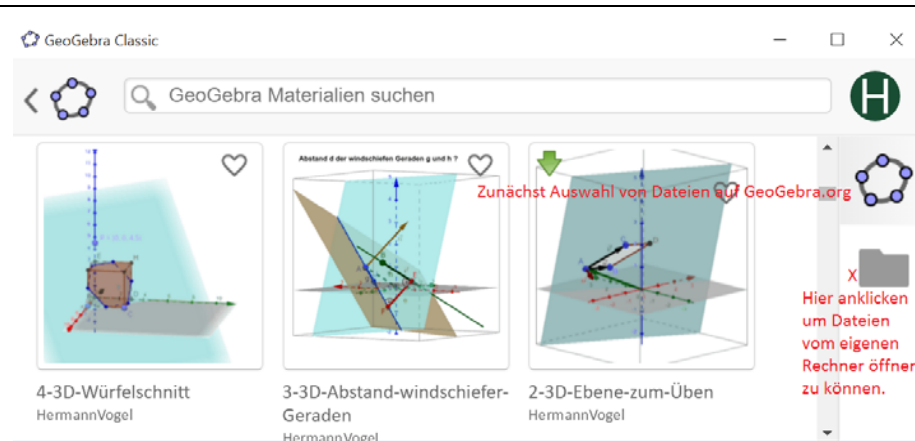 GeoGebra Classic
GeoGebra Materialien suchen
H
Abstand d der windschiefen Geraden g und h ?
Zunächst Auswahl von Dateien auf GeoGebra.org
X
Hier anklicken
um Dateien
vom eigenen
Rechner öffnen
zu können.
4-3D-Würfelschnitt
HermannVogel
3-3D-Abstand-windschiefer-
Geraden
HermannVogel
2-3D-Ebene-zum-Üben
HermannVogel